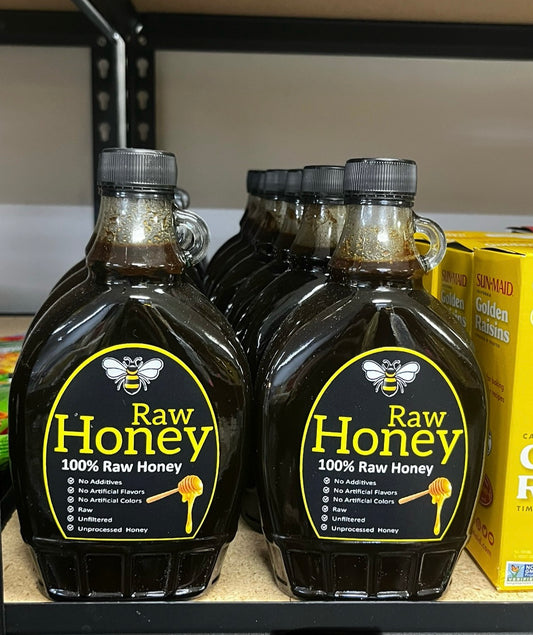 Raw
Honey
100% Raw Honey
No Additives
No Artificial Flavors
No Artificial Colors
Raw
Unfiltered
Unprocessed Honey
Raw
Honey
100% Raw Honey
No Additives
No Artificial Flavors
No Artificial Colors
Raw
Unfiltered
Unprocessed Honey
SUN-MAID
Golden
Raisins
SUN-MAID
Golden
Raisins